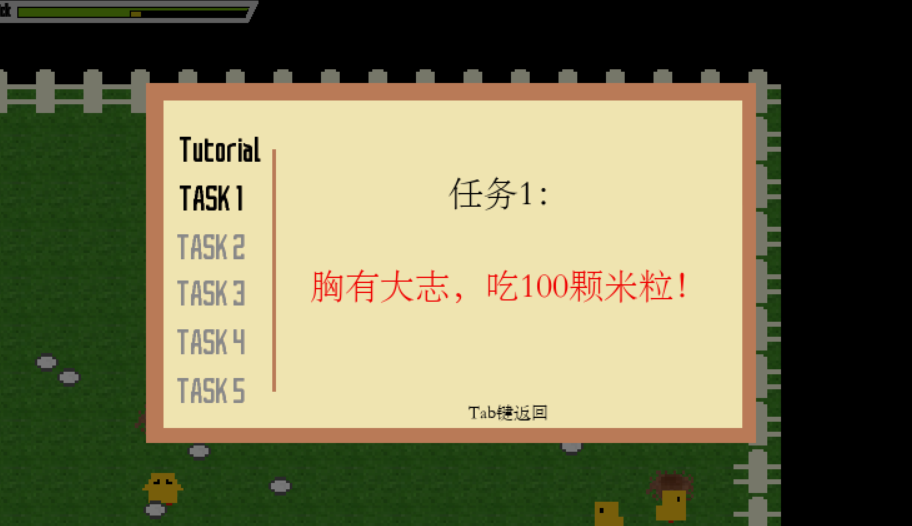 Tutorial
TASK 1
TASK 2
TASK 3
TASK 4
TASK 5
任务1：
胸有大志，吃100颗米粒！
Tab键返回